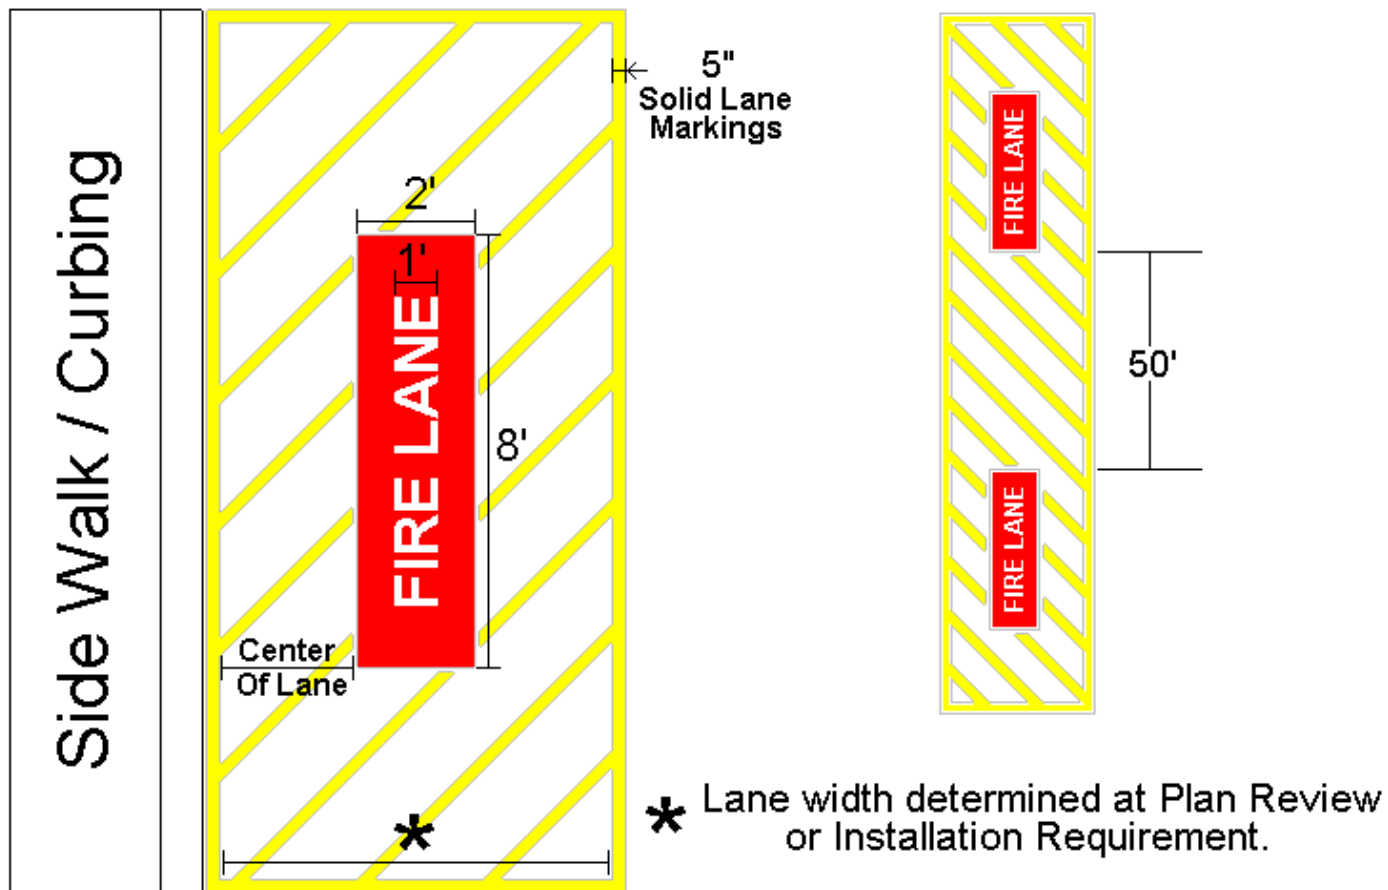 Side Walk / Curbing
5"
Solid Lane
Markings
2'
1'
FIRE LANE
8'
Center
Of Lane
*
FIRE LANE
50'
FIRE LANE
* Lane width determined at Plan Review
or Installation Requirement.